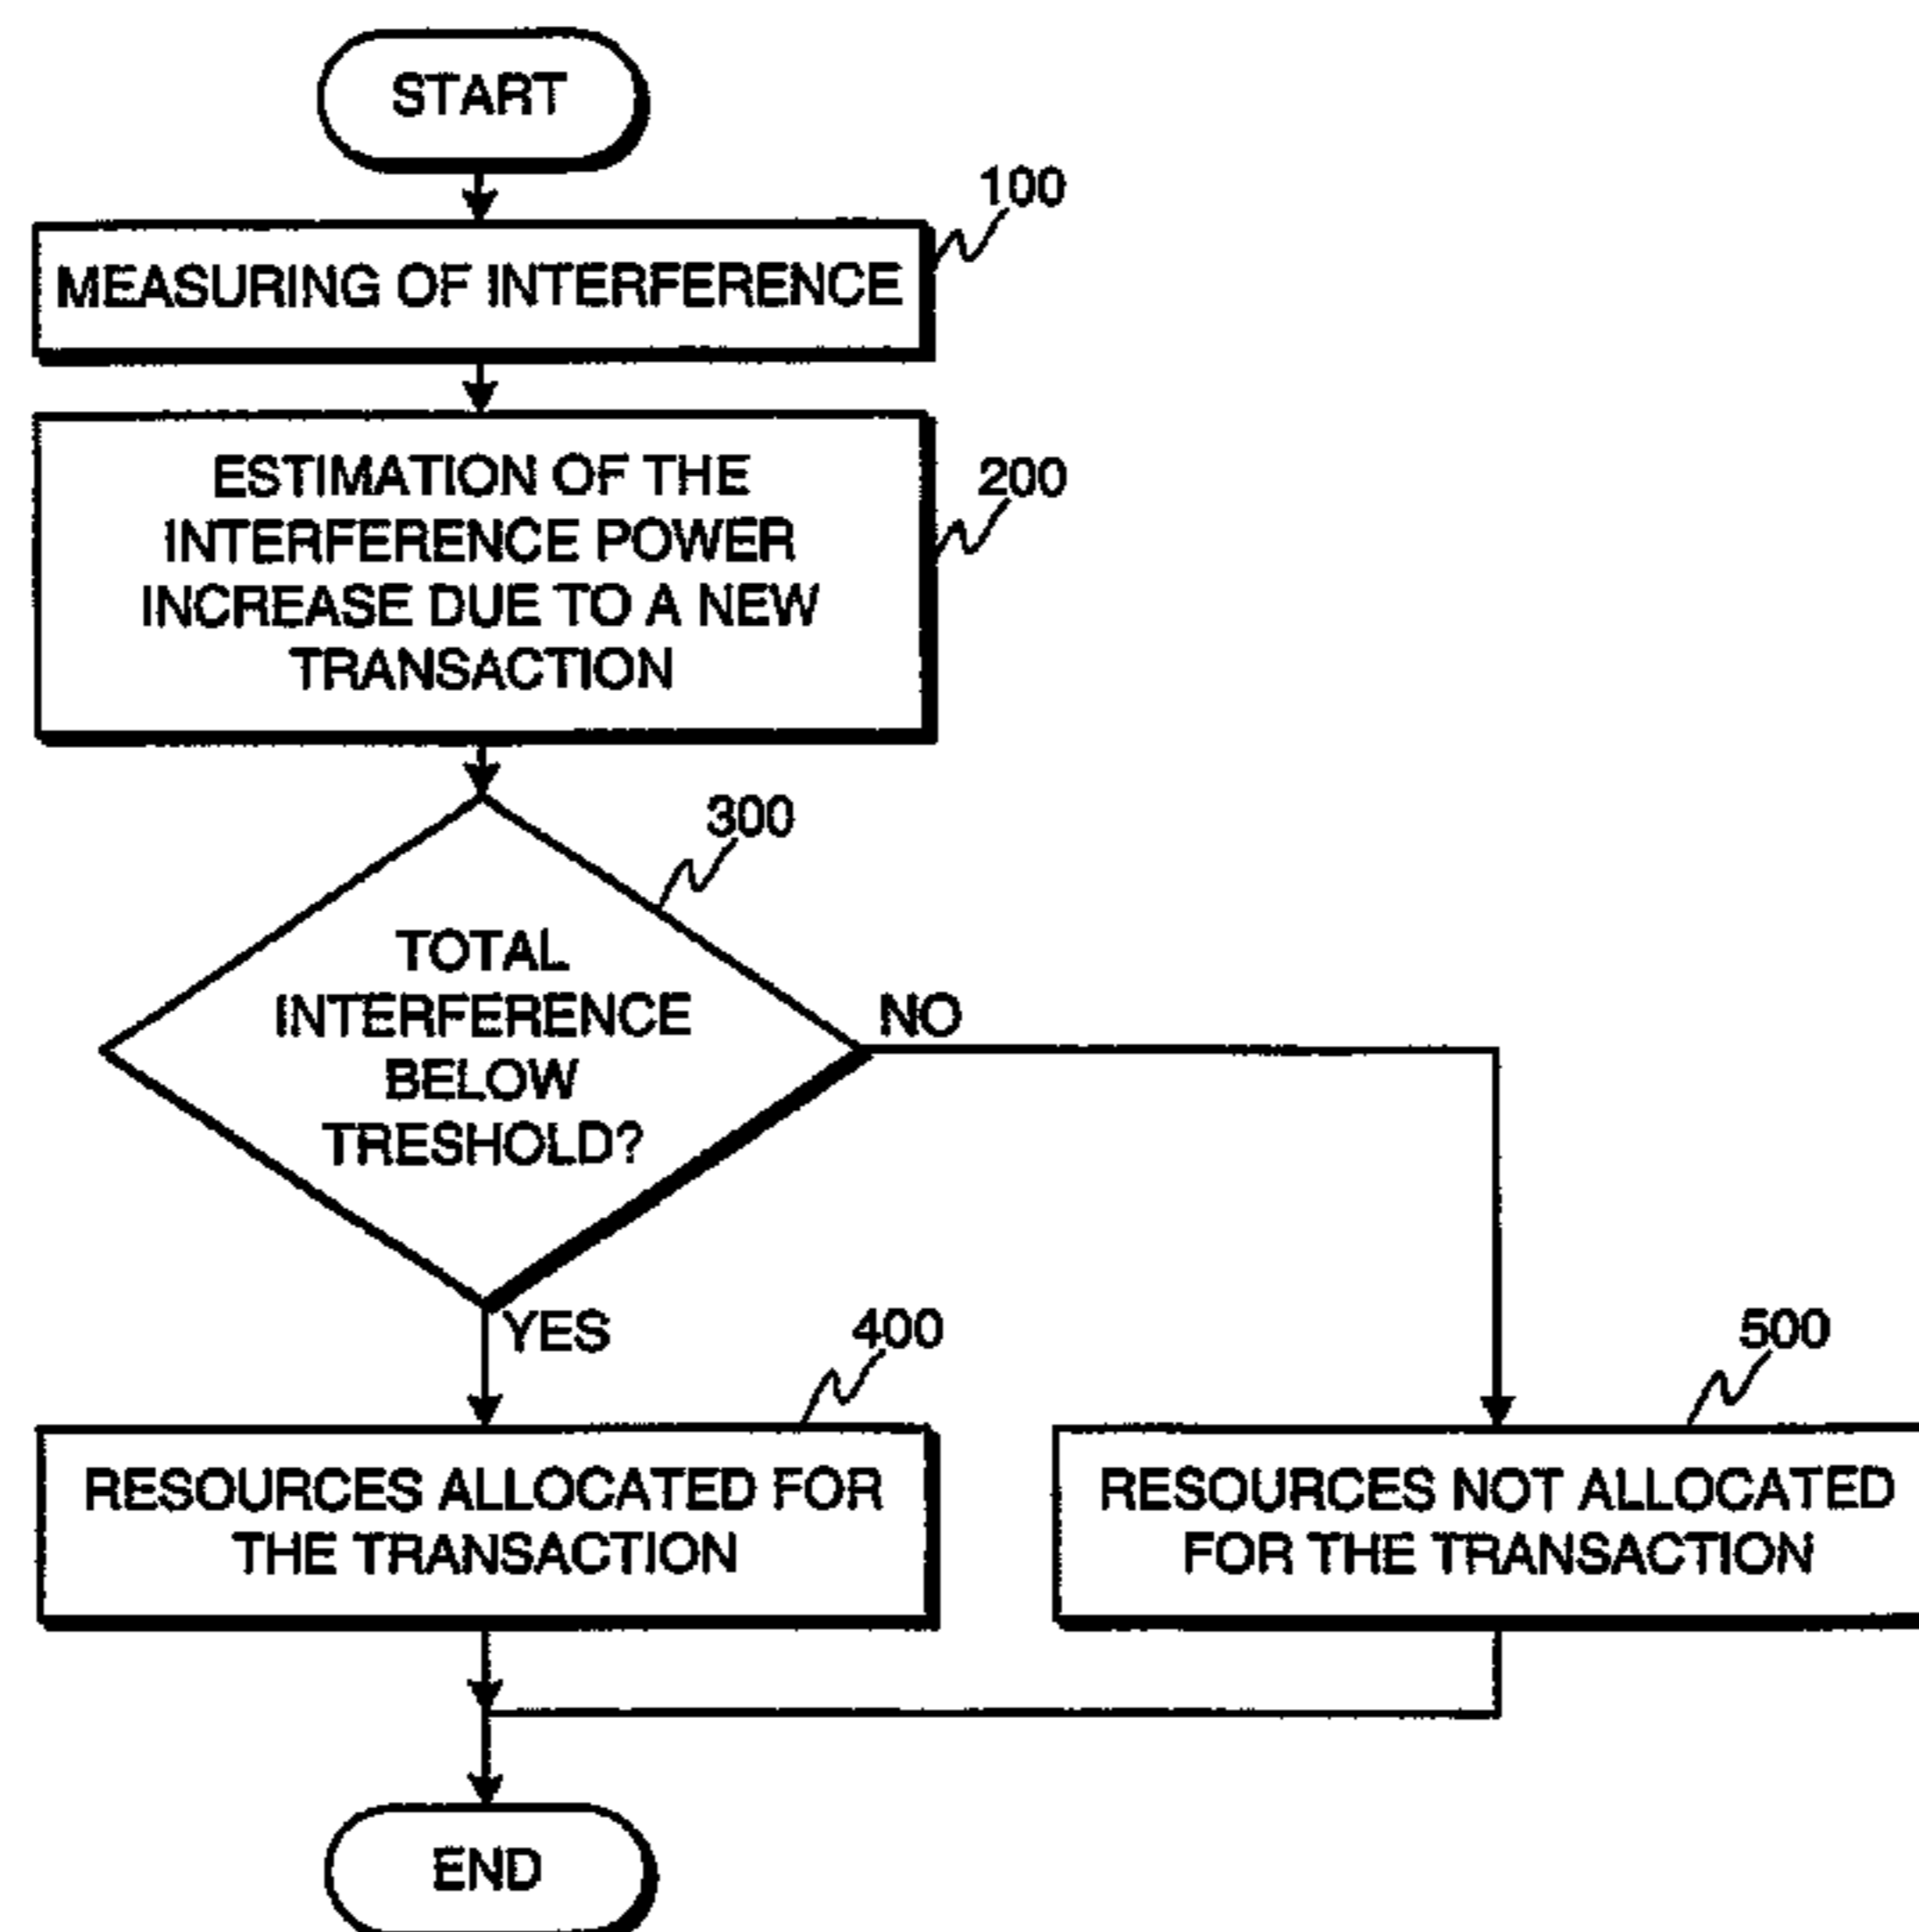 START
100
MEASURING OF INTERFERENCE
200
ESTIMATION OF THE
INTERFERENCE POWER
INCREASE DUE TO A NEW
TRANSACTION
300
TOTAL
INTERFERENCE
BELOW
TRESHOLD?
NO
YES
400
RESOURCES ALLOCATED FOR
THE TRANSACTION
500
RESOURCES NOT ALLOCATED
FOR THE TRANSACTION
END